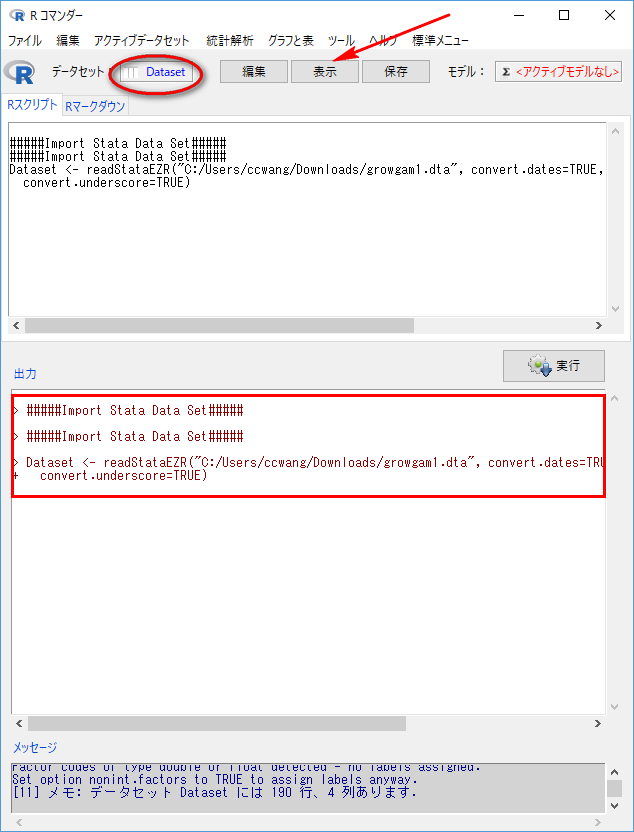 R コマンダー
ファイル 編集 アクティブデータセット 統計解析 グラフと表 ツール ヘルプ 標準メニュー
データセット: Dataset 編集 表示 保存 モデル: Σ <アクティブモデルなし>
Rスクリプト Rマークダウン
#####Import Stata Data Set#####
#####Import Stata Data Set#####
Dataset <- readStataEZR("C:/Users/ccwang/Downloads/growgam1.dta", convert.dates=TRUE,
convert.underscore=TRUE)
出力
実行
> #####Import Stata Data Set#####
> #####Import Stata Data Set#####
> Dataset <- readStataEZR("C:/Users/ccwang/Downloads/growgam1.dta", convert.dates=TRU
+ convert.underscore=TRUE)
メッセージ
Factor codes of type double or float detected - no labels assigned.
Set option nonint.factors to TRUE to assign labels anyway.
[11] メモ: データセット Dataset には 190 行、4 列あります.